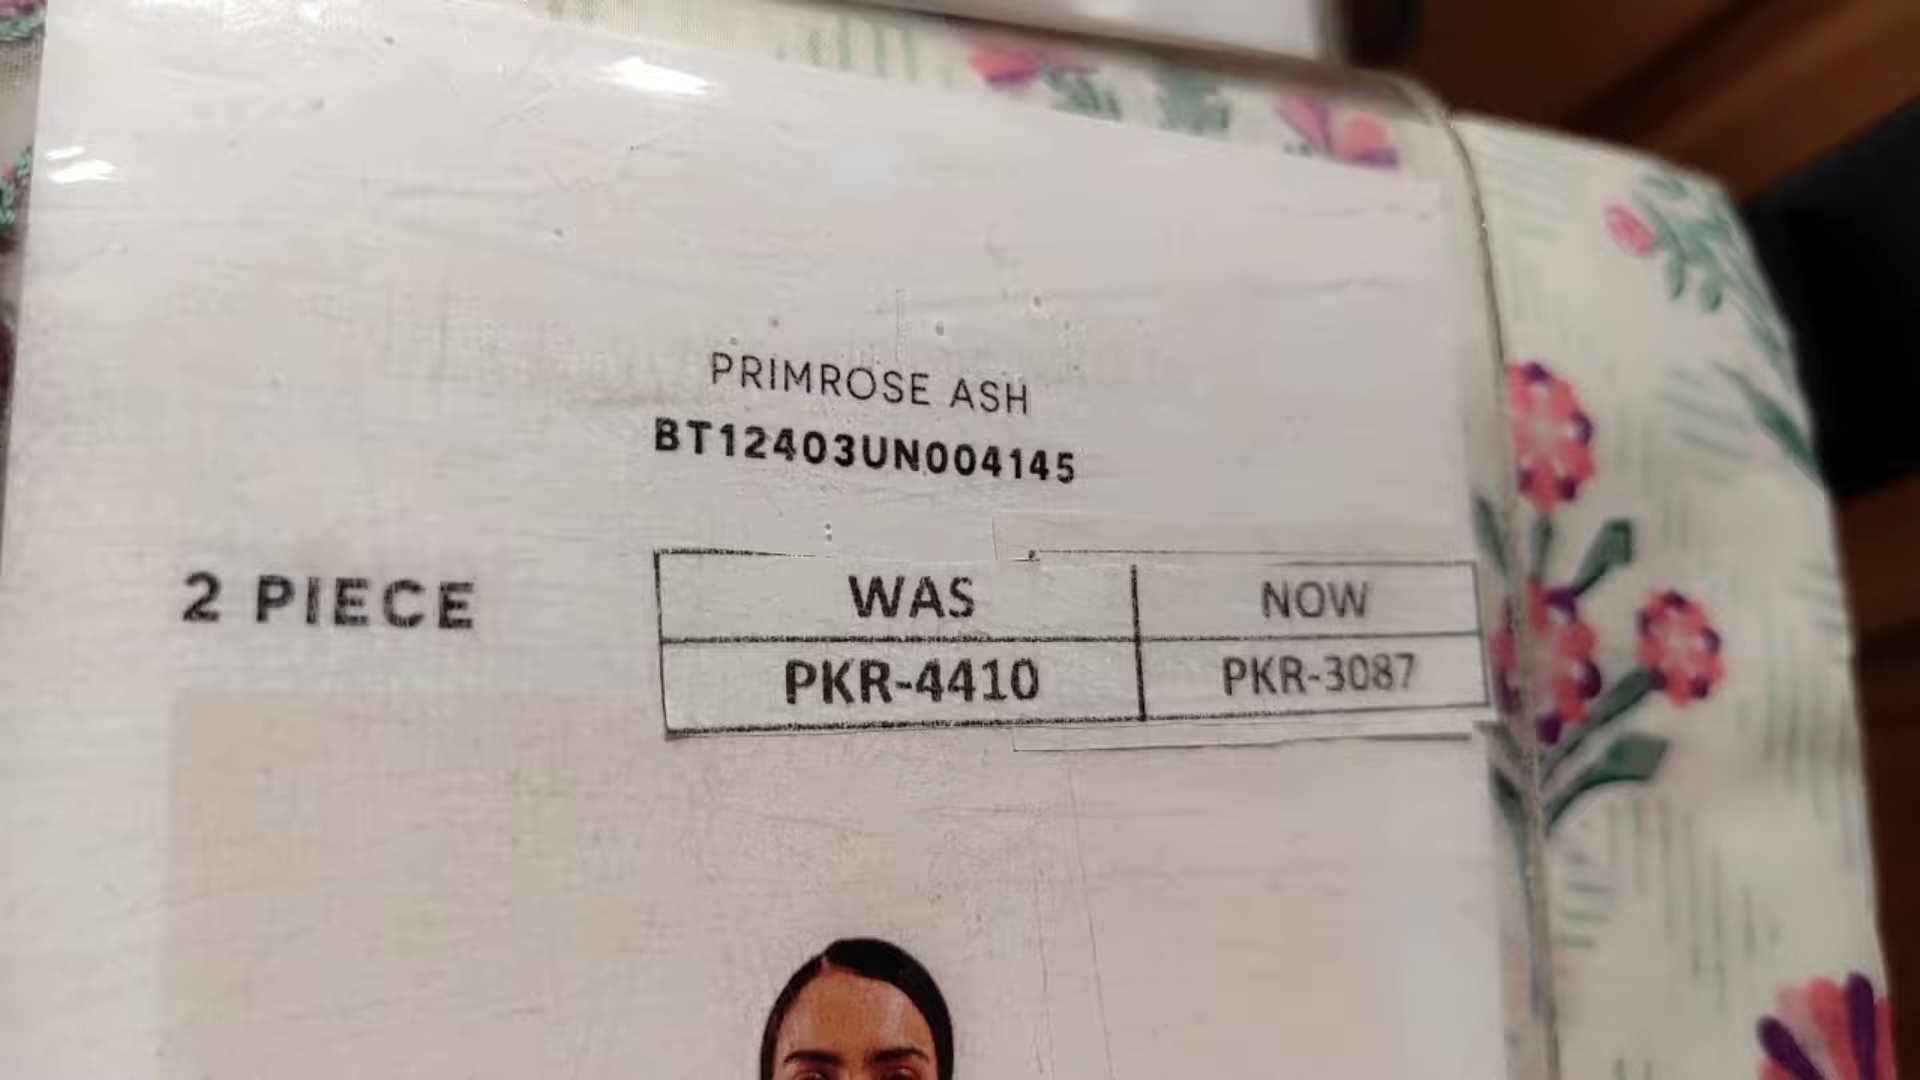 PRIMROSE ASH
BT12403UN004145
2 PIECE
WAS NOW
PKR-4410 PKR-3087